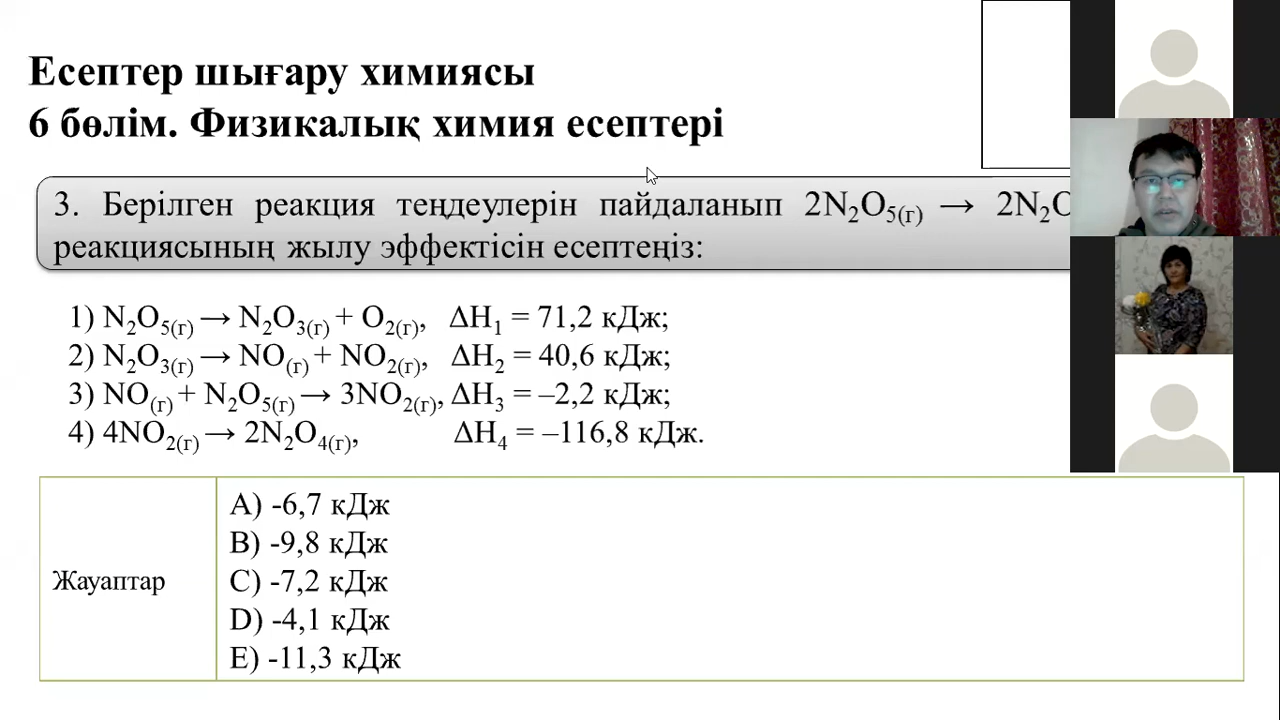 Есептер шығару химиясы
6 бөлім. Физикалық химия есептері
3. Берілген реакция теңдеулерін пайдаланып 2N₂O₅₍г₎ → 2N₂O
реакциясының жылу эффектісін есептеңіз:
1) N₂O₅₍г₎ → N₂O₃₍г₎ + O₂₍г₎, ΔH₁ = 71,2 кДж;
2) N₂O₃₍г₎ → NO₍г₎ + NO₂₍г₎, ΔH₂ = 40,6 кДж;
3) NO₍г₎ + N₂O₅₍г₎ → 3NO₂₍г₎, ΔH₃ = –2,2 кДж;
4) 4NO₂₍г₎ → 2N₂O₄₍г₎, ΔH₄ = –116,8 кДж.
Жауаптар
A) -6,7 кДж
B) -9,8 кДж
C) -7,2 кДж
D) -4,1 кДж
E) -11,3 кДж